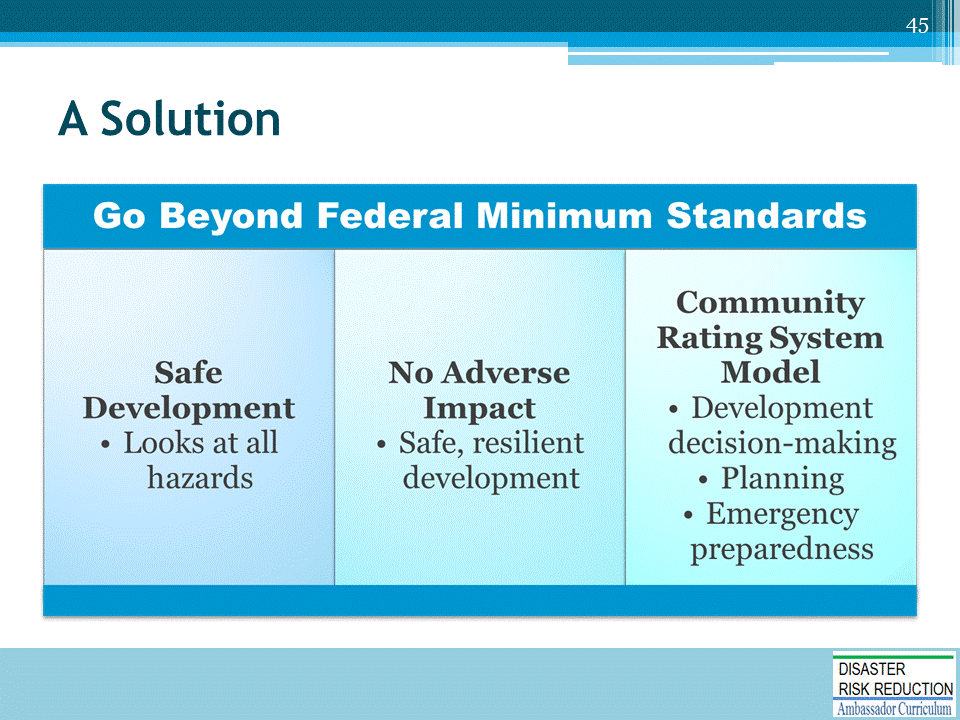 45
A Solution
Go Beyond Federal Minimum Standards
Safe
Development
• Looks at all
hazards
No Adverse
Impact
• Safe, resilient
development
Community
Rating System
Model
• Development
decision-making
• Planning
• Emergency
preparedness
DISASTER
RISK REDUCTION
Ambassador Curriculum